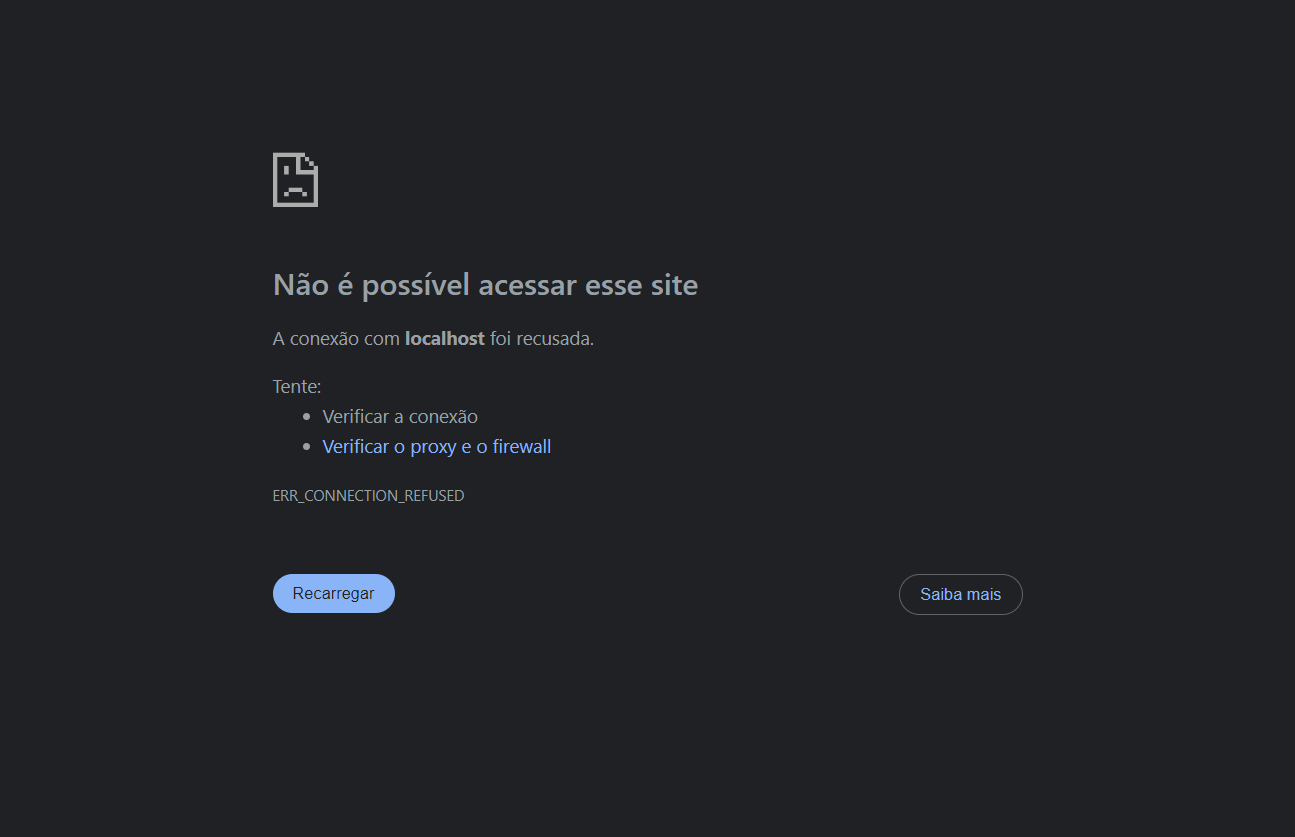 Não é possível acessar esse site
A conexão com localhost foi recusada.
Tente:
• Verificar a conexão
• Verificar o proxy e o firewall
ERR_CONNECTION_REFUSED
Recarregar
Saiba mais